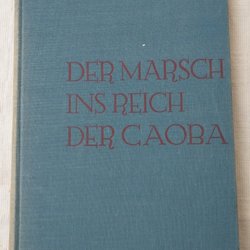 DER MARSCH
INS REICH
DER CAOBA